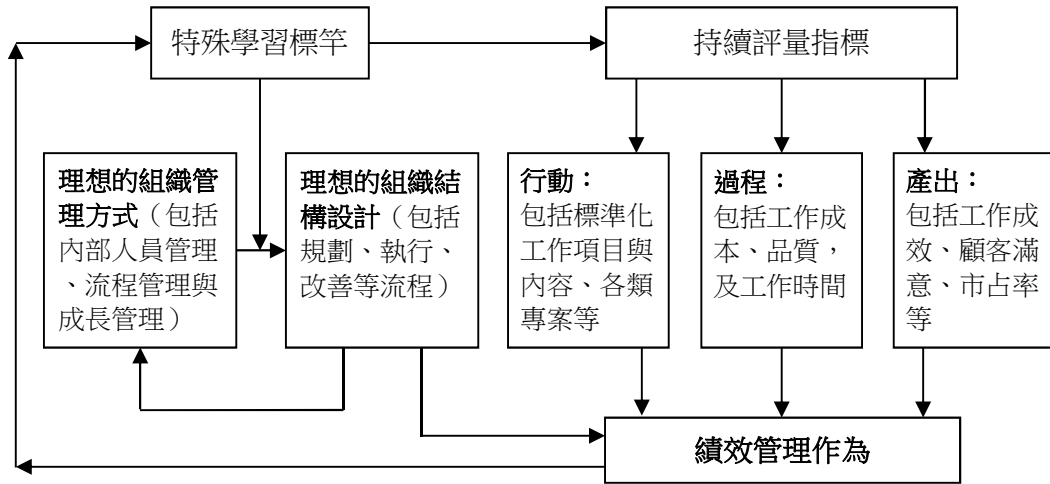 特殊學習標竿
持續評量指標
理想的組織管
理方式（包括
內部人員管理
、流程管理與
成長管理）
理想的組織結
構設計（包括
規劃、執行、
改善等流程）
行動：
包括標準化
工作項目與
內容、各類
專案等
過程：
包括工作成
本、品質，
及工作時間
產出：
包括工作成
效、顧客滿
意、市占率
等
績效管理作為